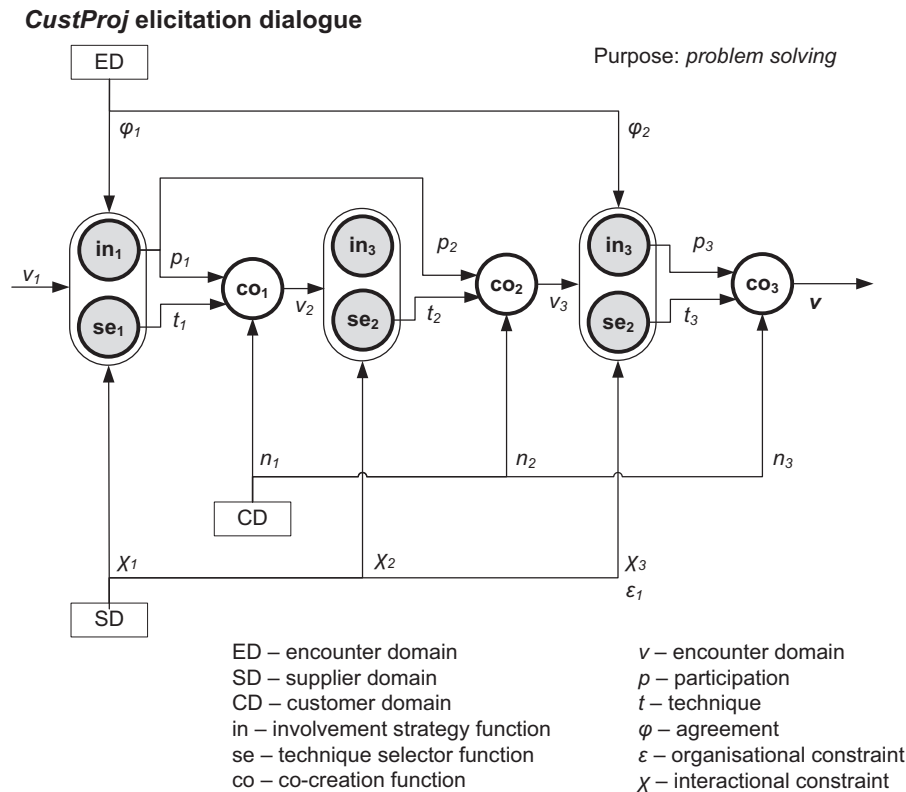 CustProj elicitation dialogue
ED
Purpose: problem solving
φ1
φ2
in1
in3
in3
p1
p2
p3
v1
co1
v2
co2
v3
co3
v
se1
t1
se2
t2
se2
t3
n1
n2
n3
CD
χ1
χ2
χ3
ε1
SD
ED – encounter domain
SD – supplier domain
CD – customer domain
in – involvement strategy function
se – technique selector function
co – co-creation function
v – encounter domain
p – participation
t – technique
φ – agreement
ε – organisational constraint
χ – interactional constraint